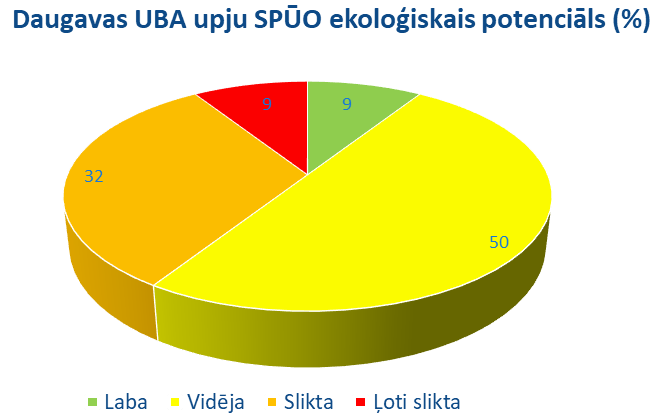 Daugavas UBA upju SPŪO ekoloģiskais potenciāls (%)
9 9
32
50
Laba Vidēja Slikta Ļoti slikta